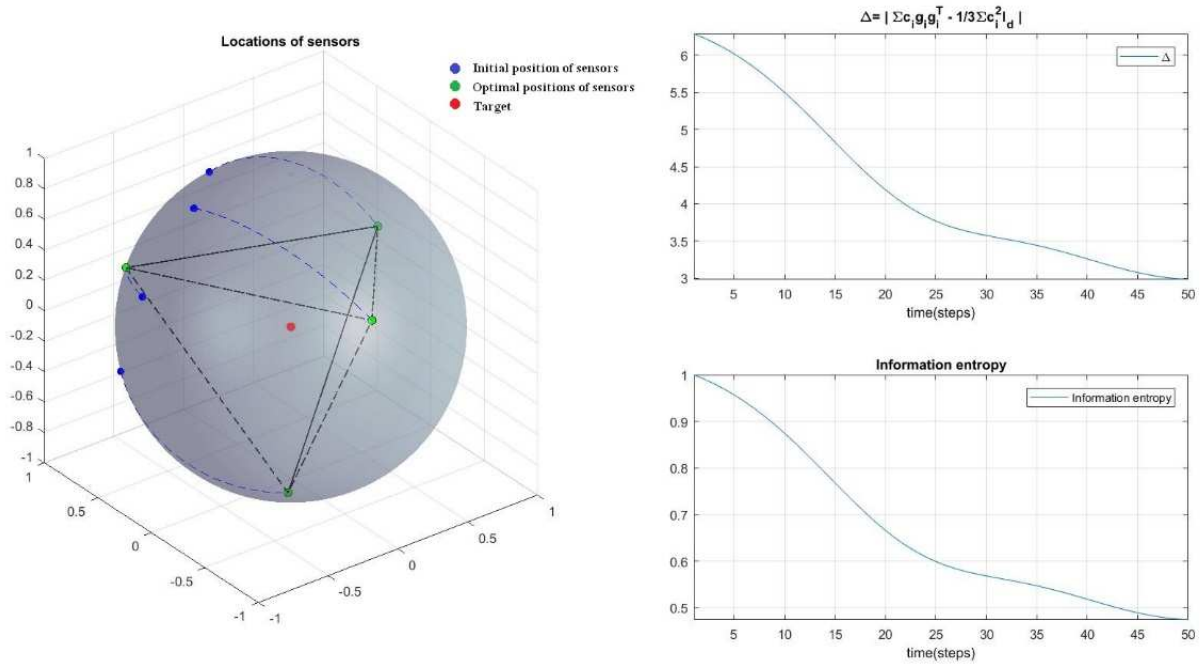 Locations of sensors
Initial position of sensors
Optimal positions of sensors
Target
1
0.8
0.6
0.4
0.2
0
-0.2
-0.4
-0.6
-0.8
-1
1
0.5
0
-0.5
-1
-1
-0.5
0
0.5
1
Δ= | Σc_i g_i g_i^T - 1/3Σc_i^2 I_d |
Δ
6
5.5
5
4.5
4
3.5
3
5 10 15 20 25 30 35 40 45 50
time(steps)
Information entropy
Information entropy
1
0.9
0.8
0.7
0.6
0.5
5 10 15 20 25 30 35 40 45 50
time(steps)